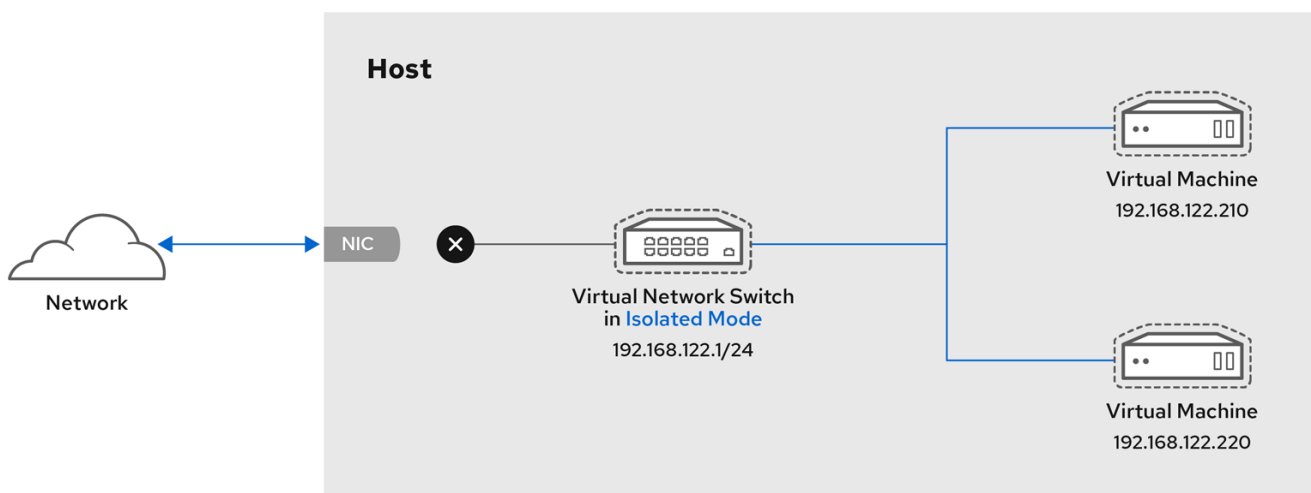 Host
Virtual Machine
192.168.122.210
NIC
Network
Virtual Network Switch
in Isolated Mode
192.168.122.1/24
Virtual Machine
192.168.122.220